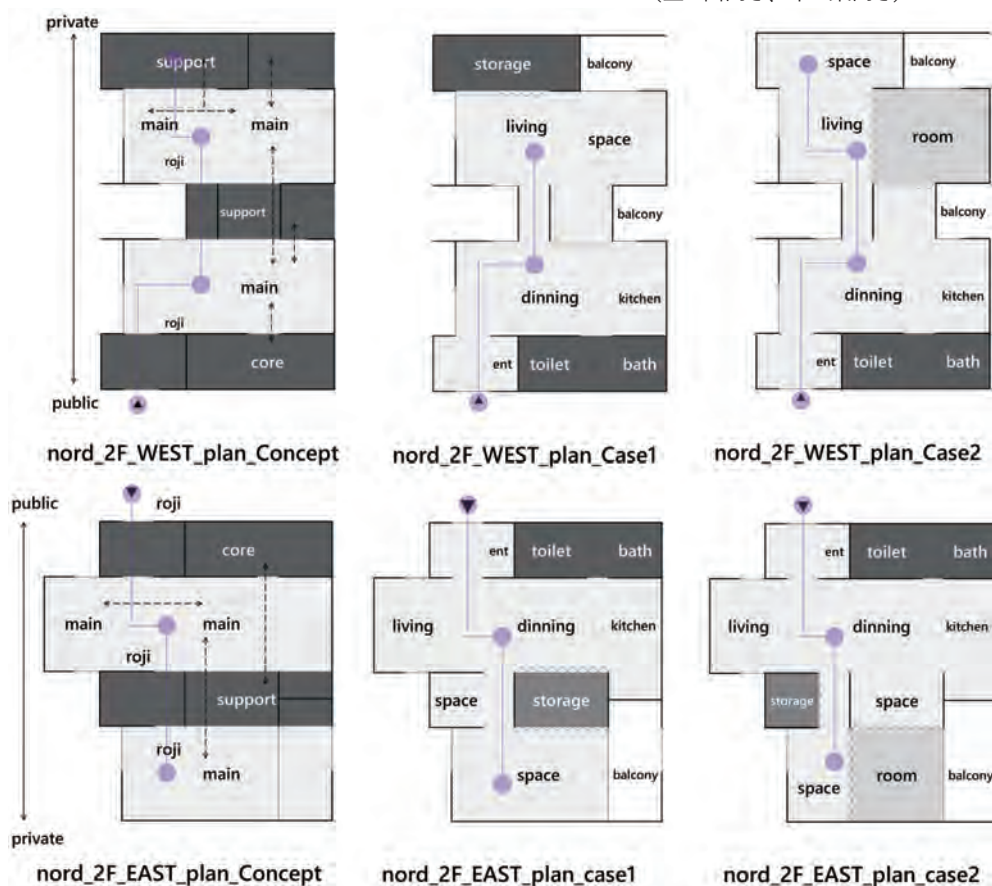 private
support
main
main
roji
support
main
roji
core
public
nord_2F_WEST_plan_Concept
storage
balcony
living
space
balcony
dinning
kitchen
ent
toilet
bath
nord_2F_WEST_plan_Case1
space
balcony
living
room
balcony
dinning
kitchen
ent
toilet
bath
nord_2F_WEST_plan_Case2
public
roji
core
main
main
roji
support
roji
main
private
nord_2F_EAST_plan_Concept
ent
toilet
bath
living
dinning
kitchen
space
storage
space
balcony
nord_2F_EAST_plan_case1
ent
toilet
bath
living
dinning
kitchen
storage
space
space
room
balcony
nord_2F_EAST_plan_case2